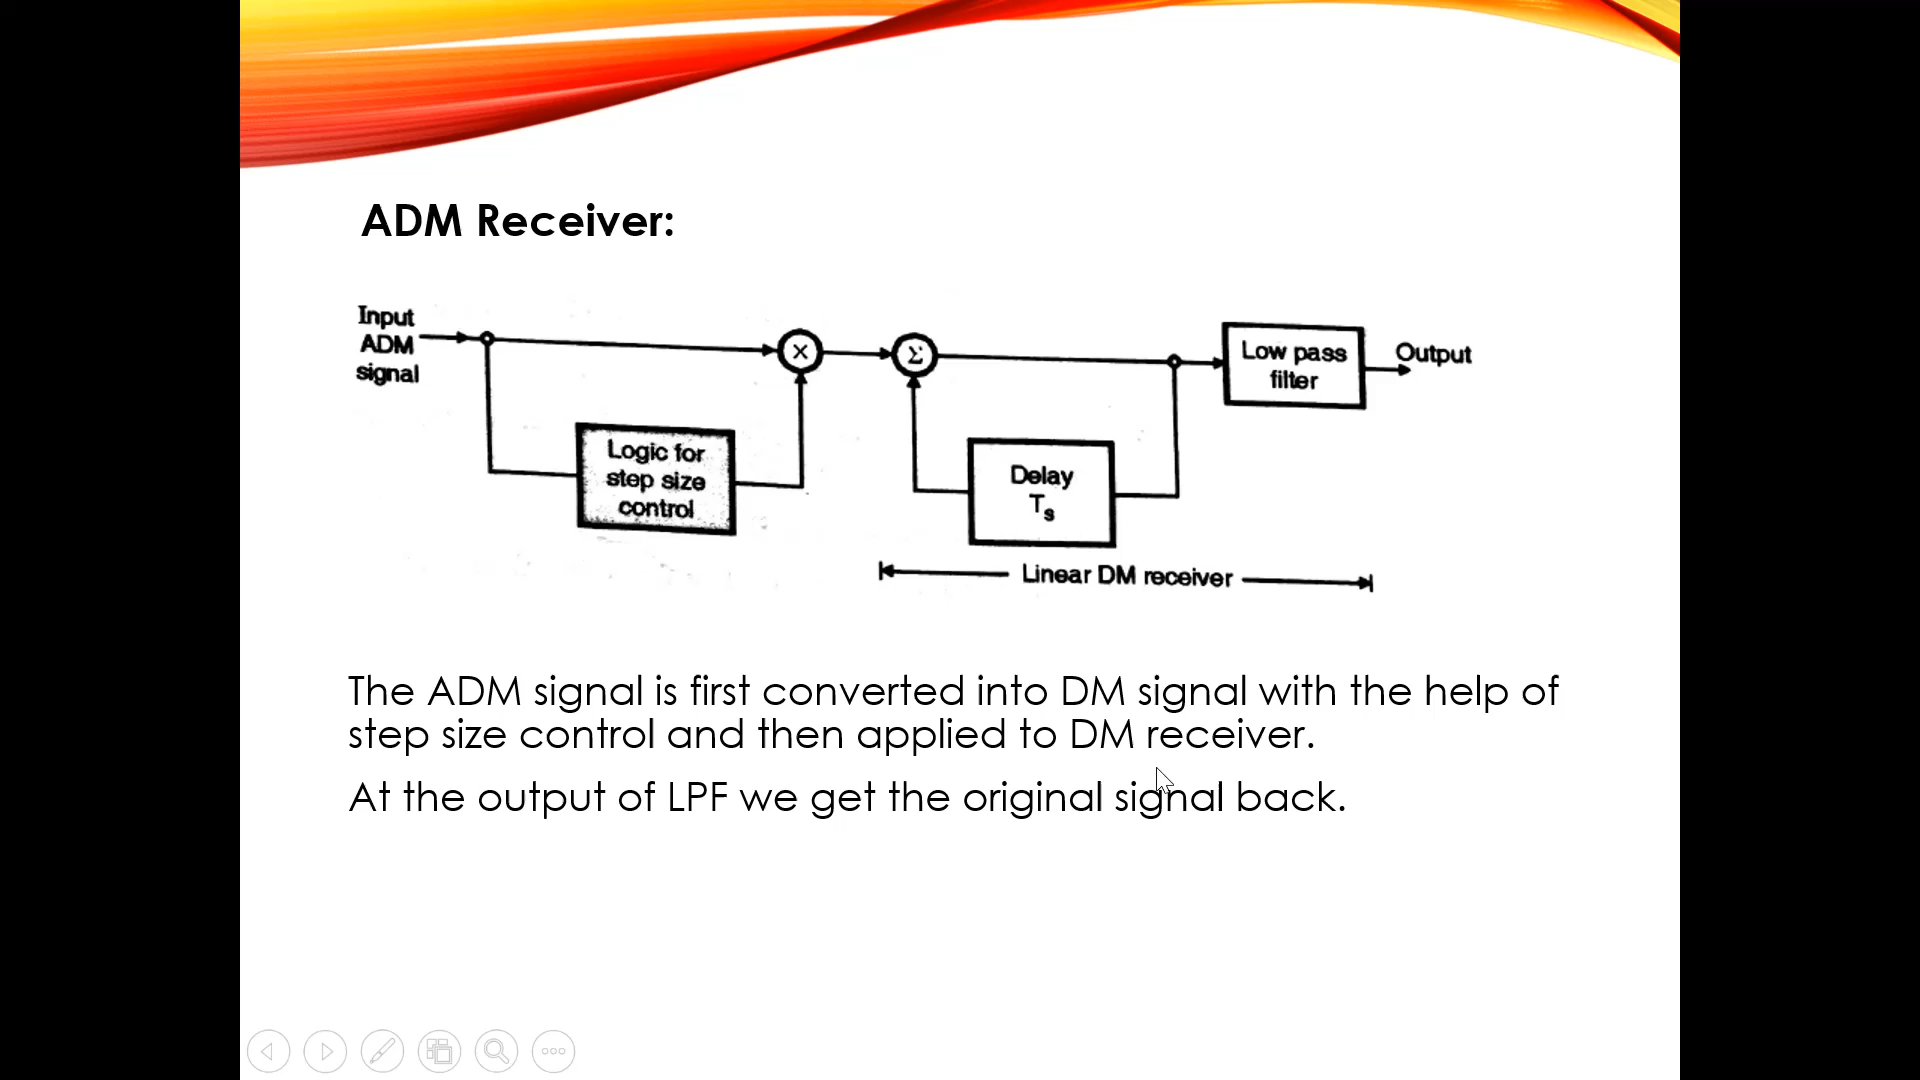 ADM Receiver:
Input
ADM
signal
×
Σ
Low pass
filter
Output
Logic for
step size
control
Delay
Ts
Linear DM receiver
The ADM signal is first converted into DM signal with the help of
step size control and then applied to DM receiver.
At the output of LPF we get the original signal back.